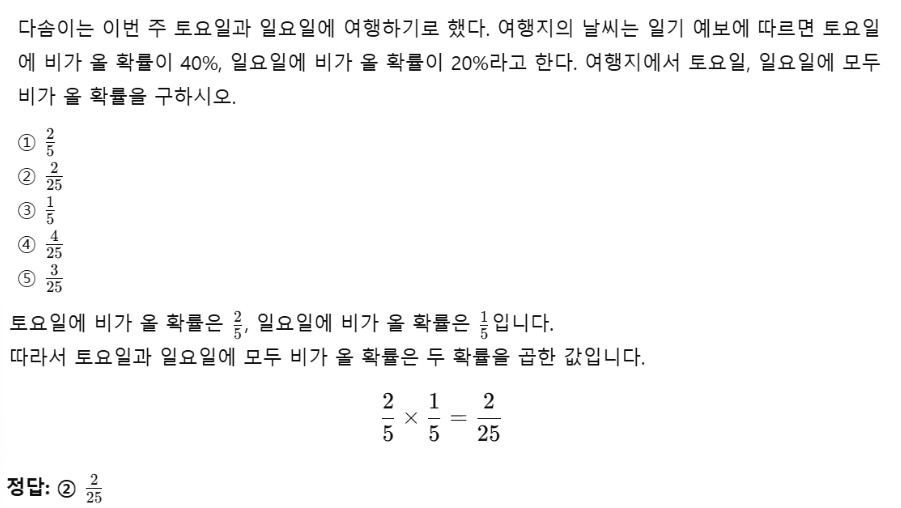 다솜이는 이번 주 토요일과 일요일에 여행하기로 했다. 여행지의 날씨는 일기 예보에 따르면 토요일
에 비가 올 확률이 40%, 일요일에 비가 올 확률이 20%라고 한다. 여행지에서 토요일, 일요일에 모두
비가 올 확률을 구하시오.
① 2/5
② 2/25
③ 1/5
④ 4/25
⑤ 3/25
토요일에 비가 올 확률은 2/5, 일요일에 비가 올 확률은 1/5입니다.
따라서 토요일과 일요일에 모두 비가 올 확률은 두 확률을 곱한 값입니다.
2/5 × 1/5 = 2/25
정답: ② 2/25